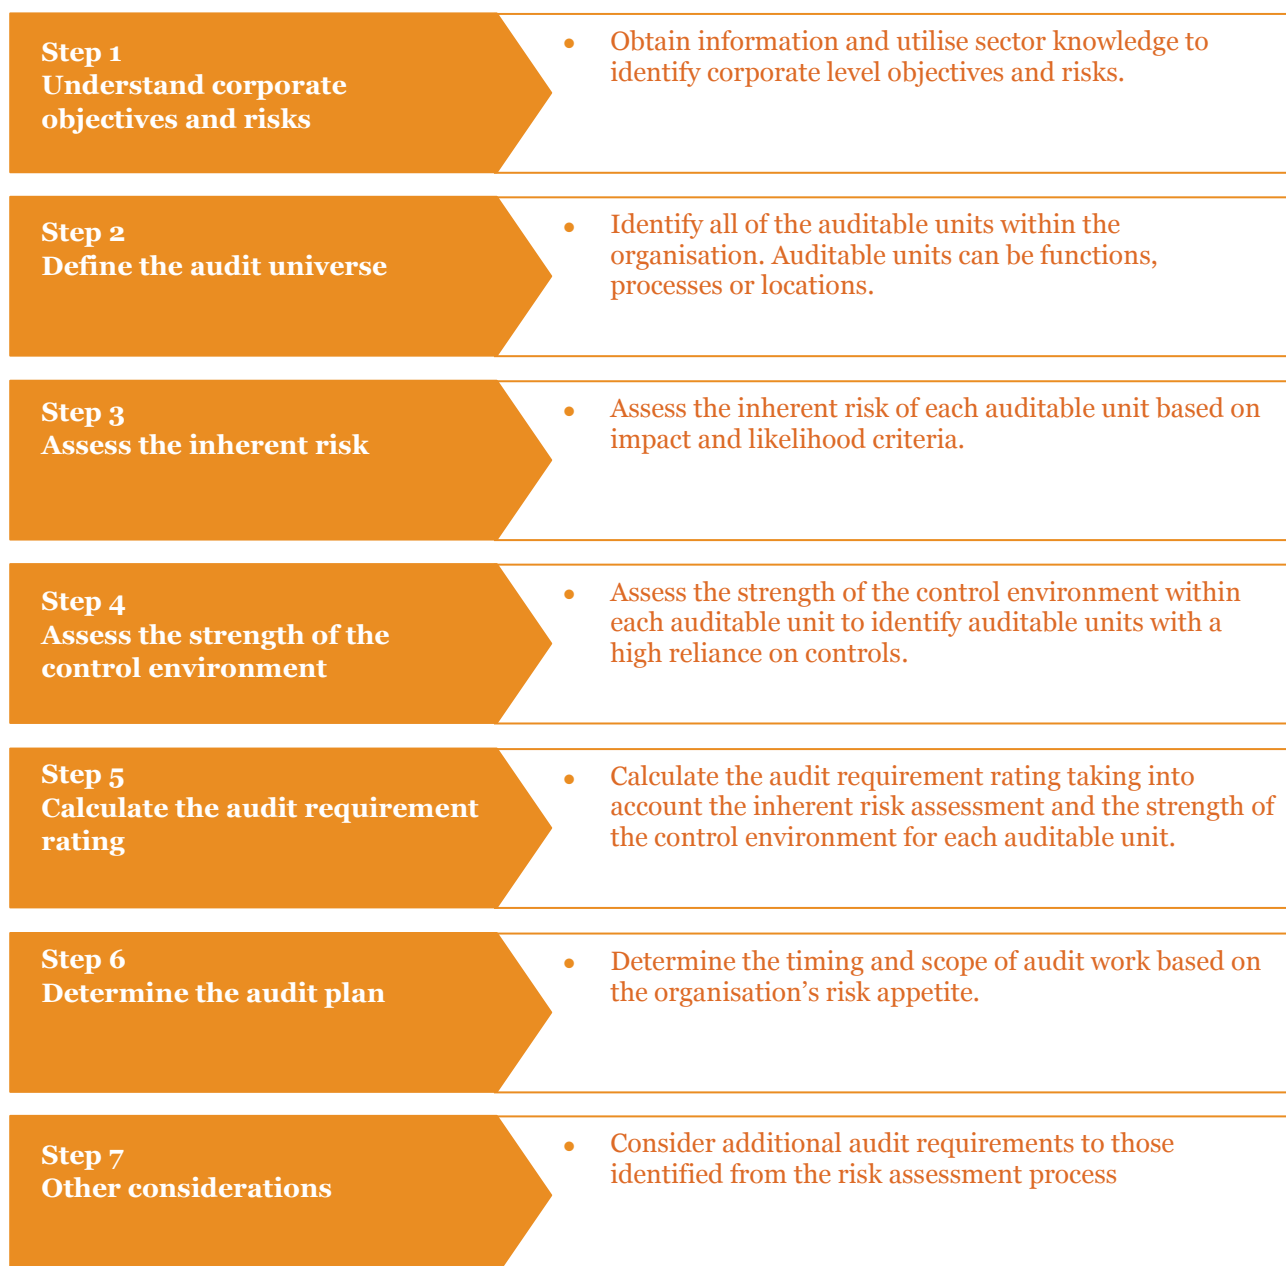 Step 1
Understand corporate
objectives and risks
• Obtain information and utilise sector knowledge to
identify corporate level objectives and risks.
Step 2
Define the audit universe
• Identify all of the auditable units within the
organisation. Auditable units can be functions,
processes or locations.
Step 3
Assess the inherent risk
• Assess the inherent risk of each auditable unit based on
impact and likelihood criteria.
Step 4
Assess the strength of the
control environment
• Assess the strength of the control environment within
each auditable unit to identify auditable units with a
high reliance on controls.
Step 5
Calculate the audit requirement
rating
• Calculate the audit requirement rating taking into
account the inherent risk assessment and the strength of
the control environment for each auditable unit.
Step 6
Determine the audit plan
• Determine the timing and scope of audit work based on
the organisation’s risk appetite.
Step 7
Other considerations
• Consider additional audit requirements to those
identified from the risk assessment process